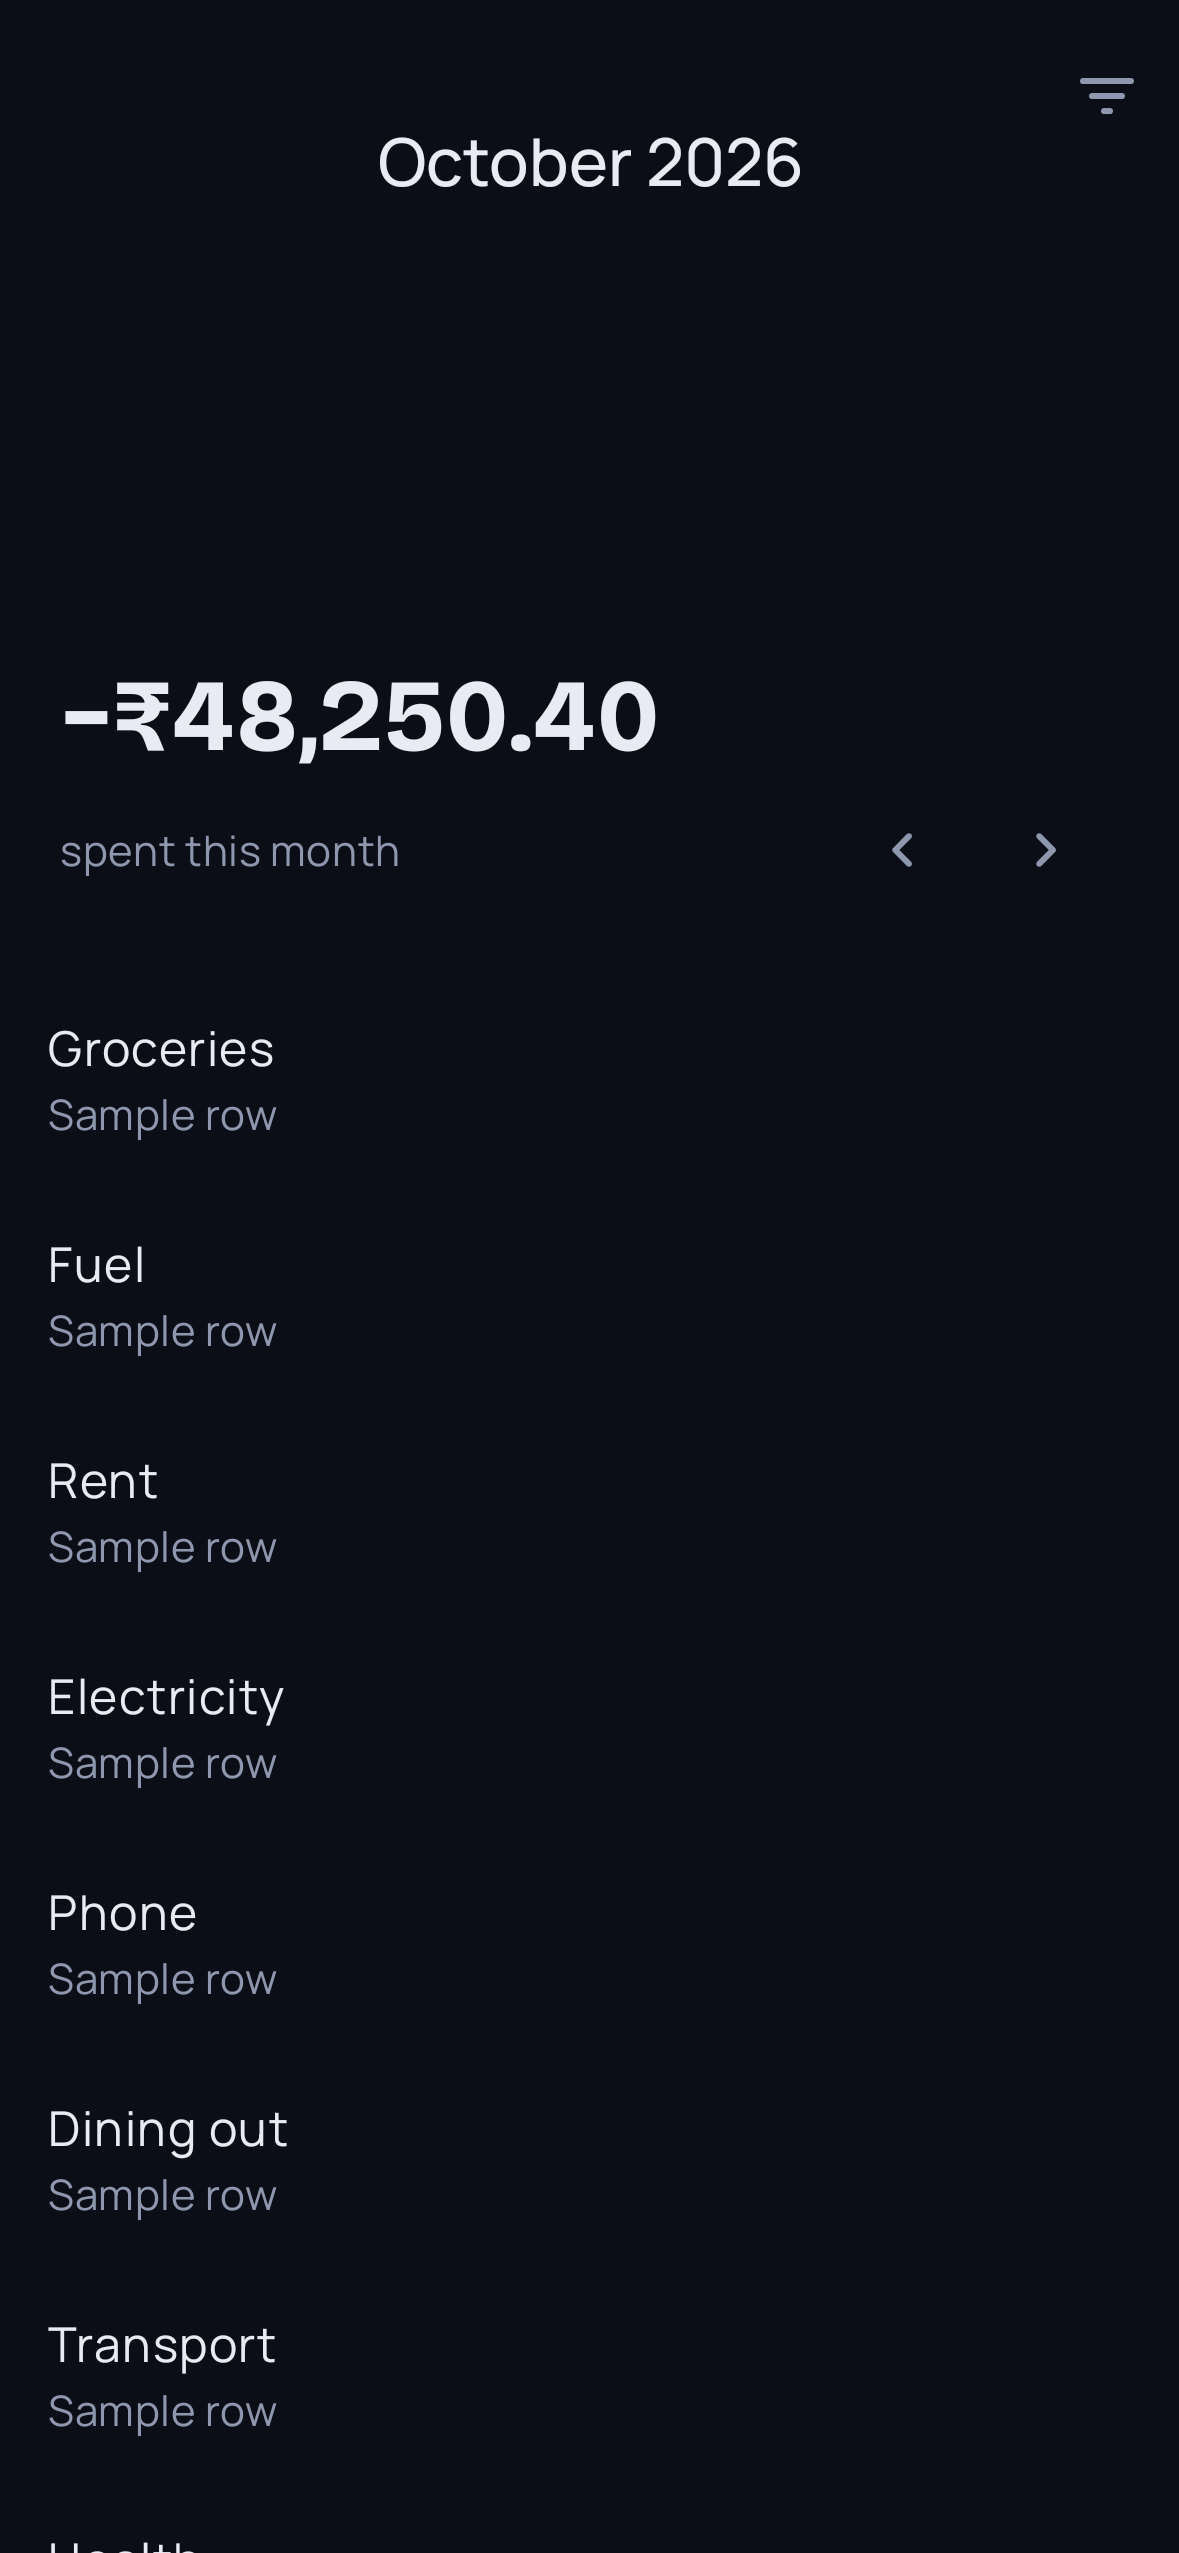 October 2026
−₹48,250.40
spent this month
Groceries
Sample row
Fuel
Sample row
Rent
Sample row
Electricity
Sample row
Phone
Sample row
Dining out
Sample row
Transport
Sample row
Health